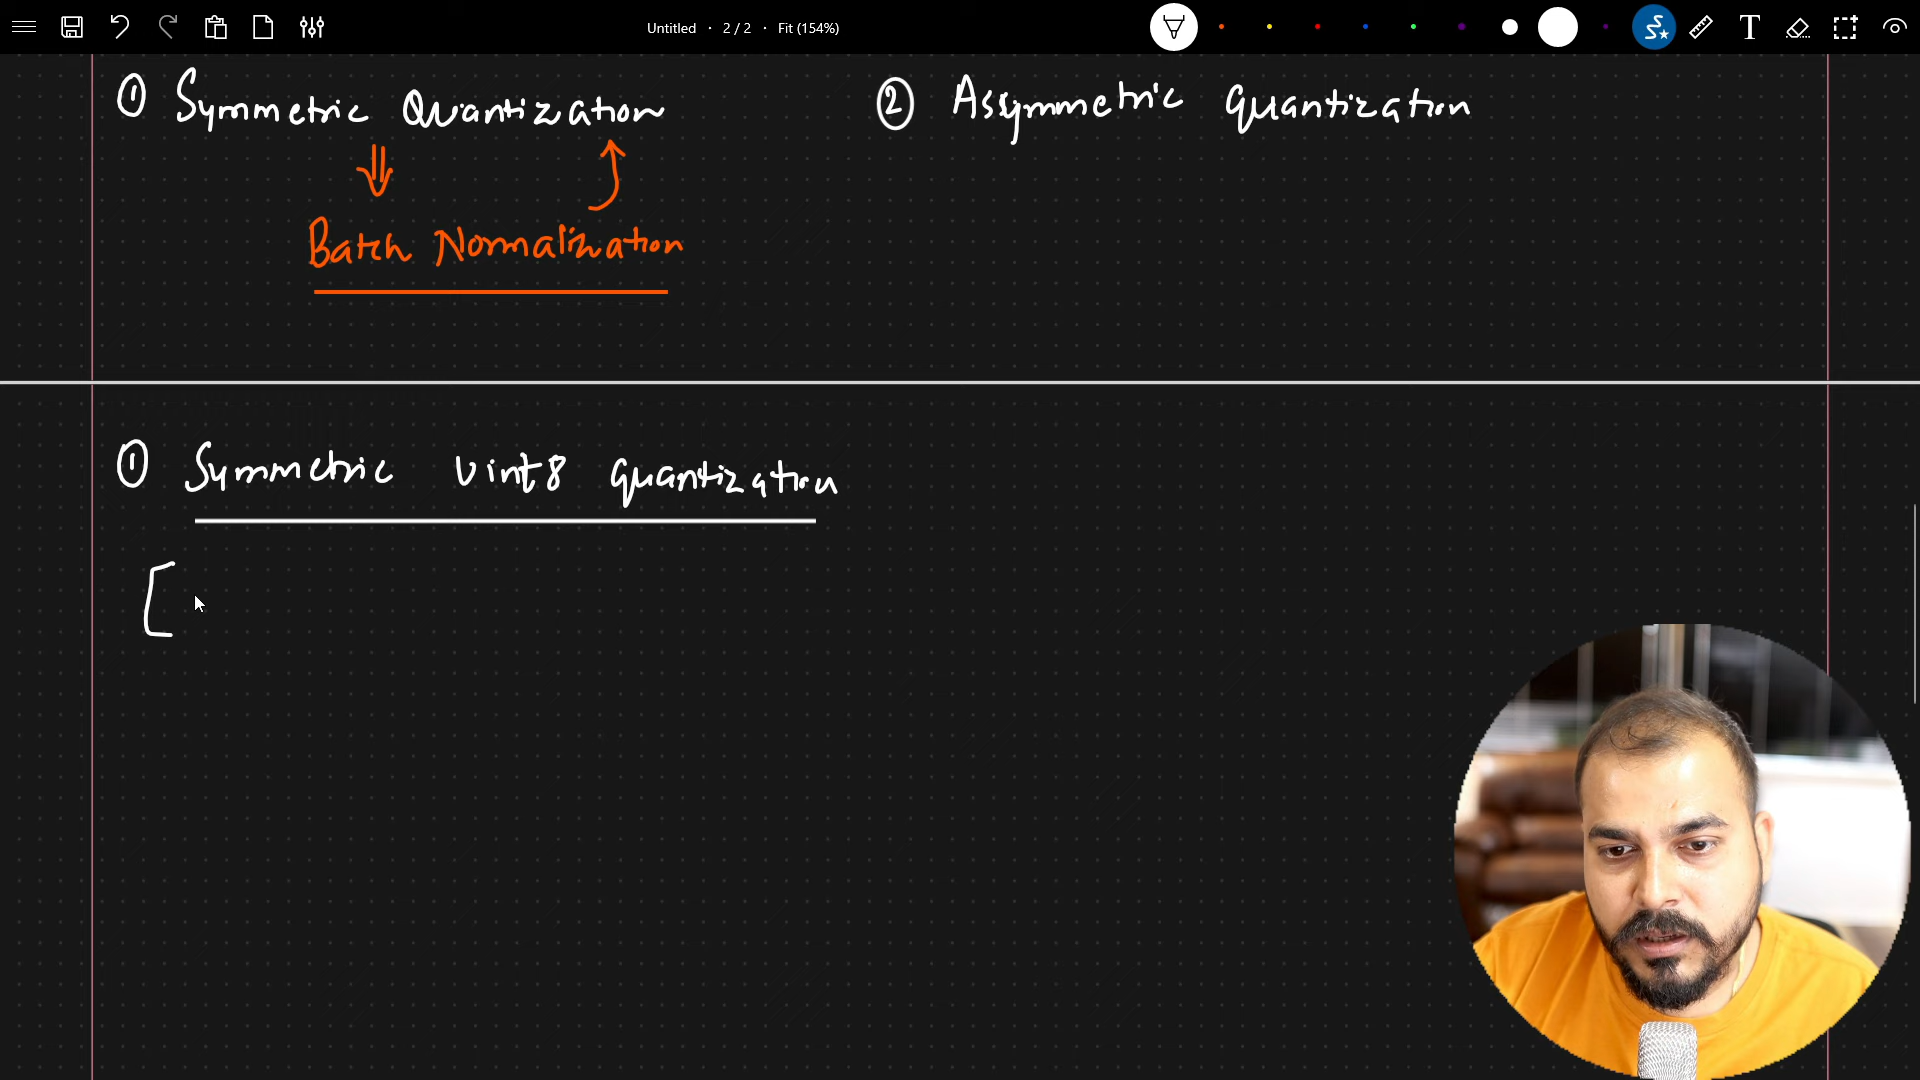 Untitled · 2 / 2 · Fit (154%)
① Symmetric Quantization
② Assymmetric Quantization
Batch Normalization
① Symmetric Uint8 Quantization
[